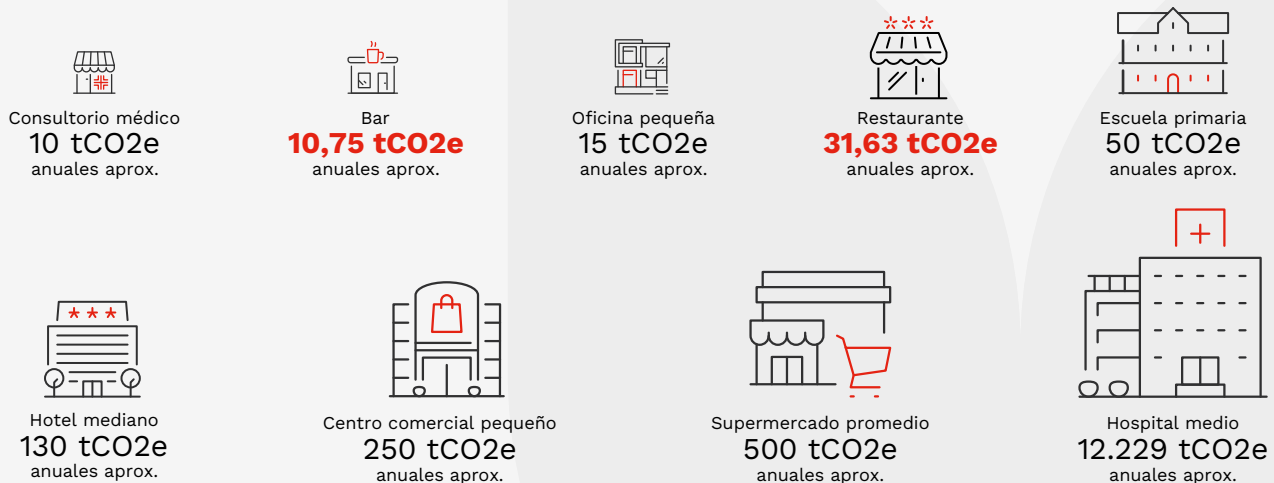 Consultorio médico
10 tCO2e
anuales aprox.
Bar
10,75 tCO2e
anuales aprox.
Oficina pequeña
15 tCO2e
anuales aprox.
Restaurante
31,63 tCO2e
anuales aprox.
Escuela primaria
50 tCO2e
anuales aprox.
Hotel mediano
130 tCO2e
anuales aprox.
Centro comercial pequeño
250 tCO2e
anuales aprox.
Supermercado promedio
500 tCO2e
anuales aprox.
Hospital medio
12.229 tCO2e
anuales aprox.